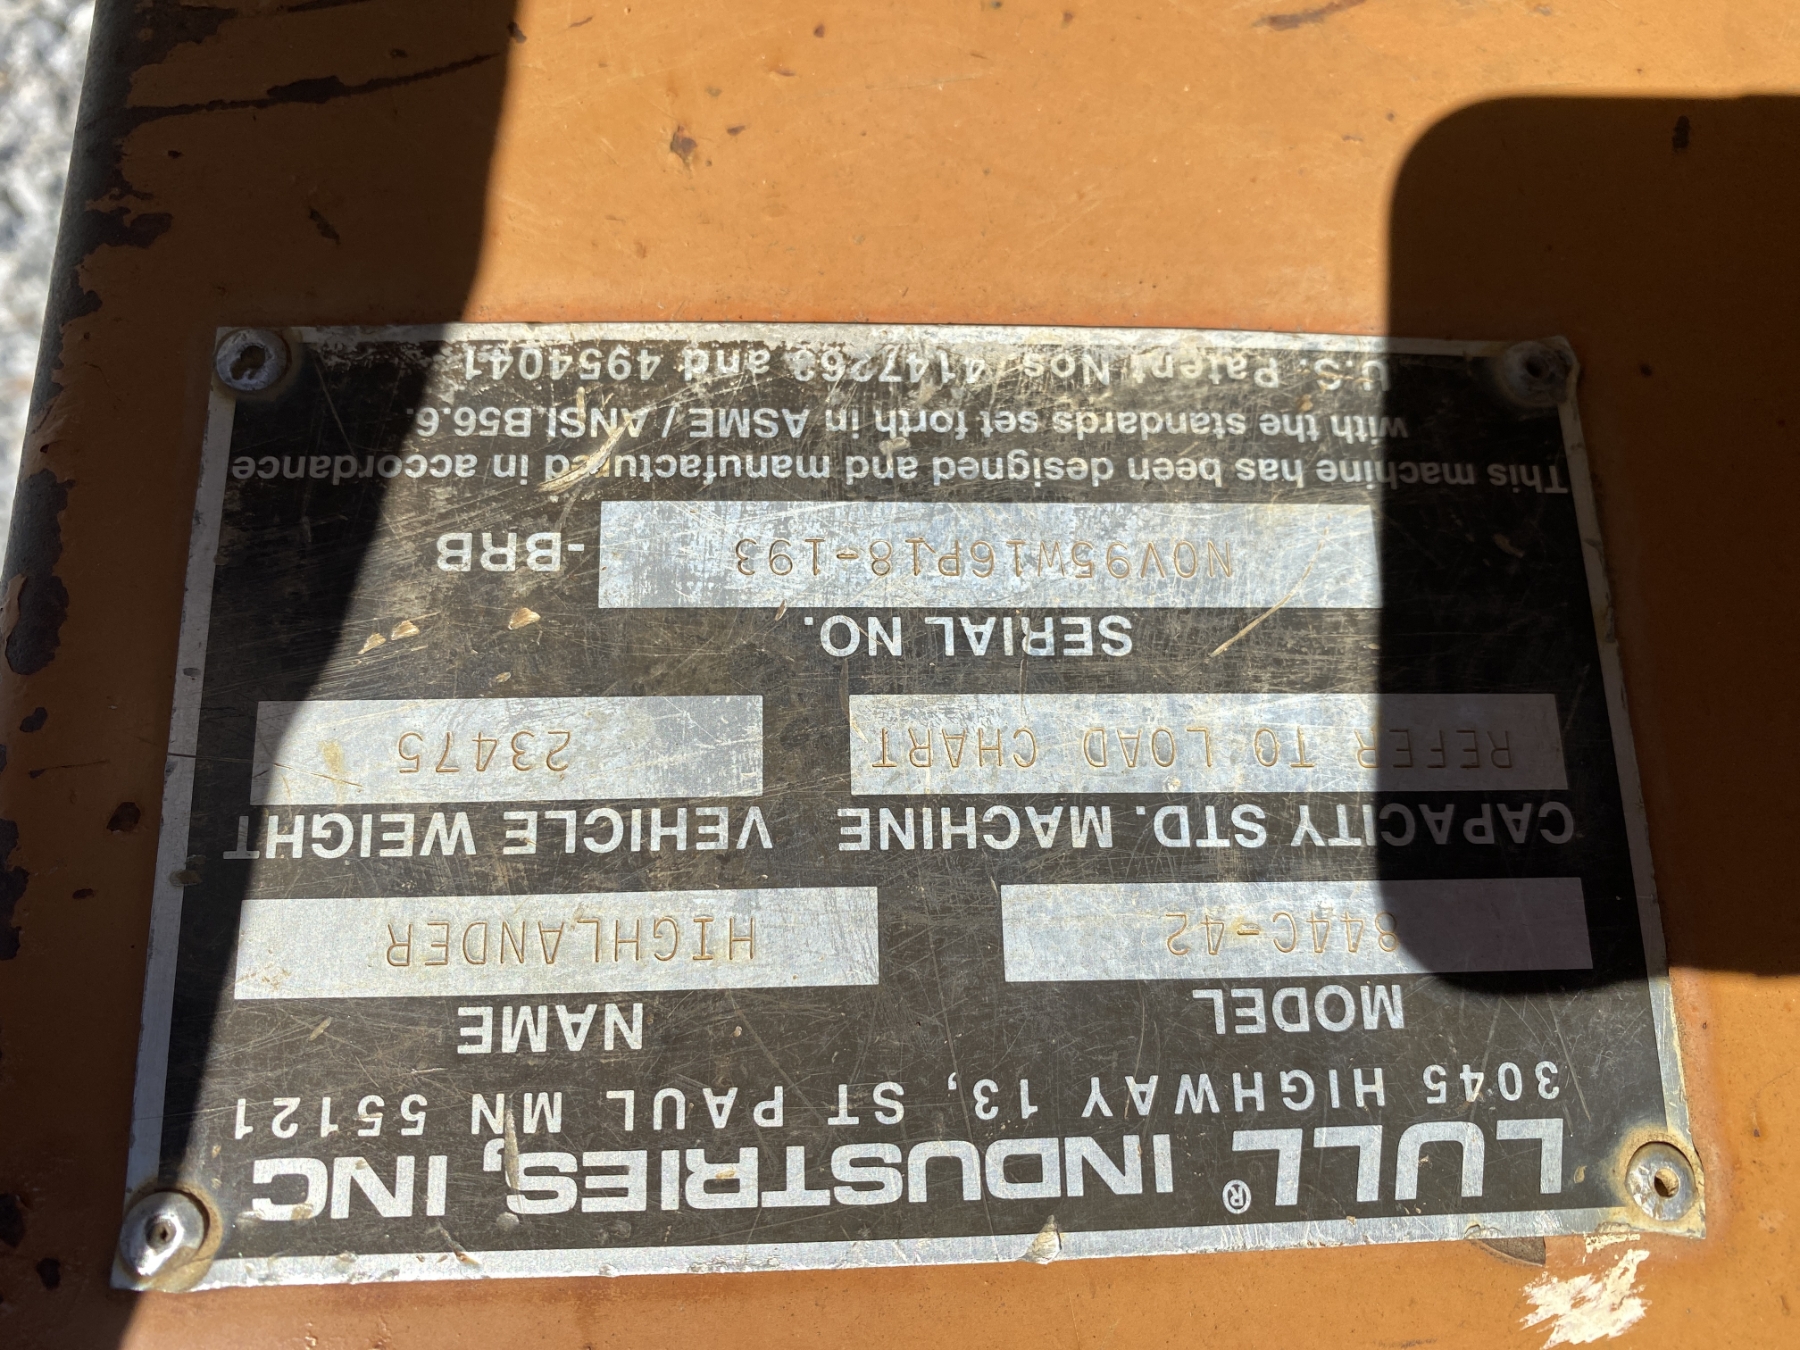 LULL® INDUSTRIES, INC
3045 HIGHWAY 13, ST PAUL MN 55121
MODEL NAME
844C-42 HIGHLANDER
CAPACITY STD. MACHINE VEHICLE WEIGHT
REFER TO LOAD CHART 23475
SERIAL NO.
NOV95W16P18-193 -BRB
This machine has been designed and manufactured in accordance
with the standards set forth in ASME / ANSI.B56.6.
U.S. Patent Nos. 4147263 and 4954041